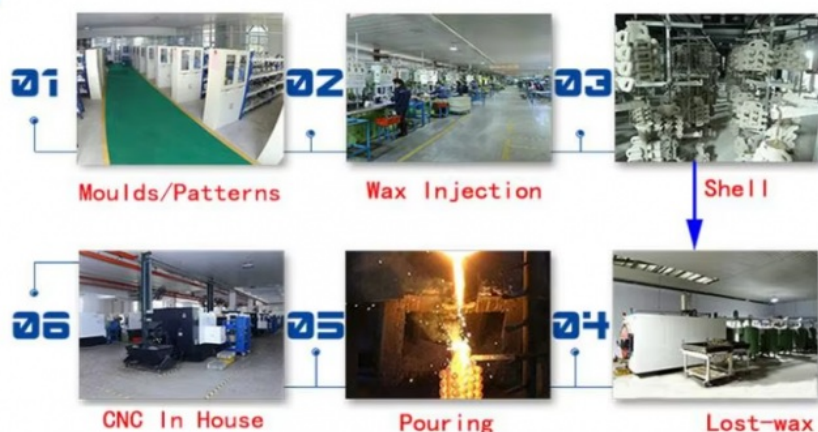 01
02
03
Moulds/Patterns
Wax Injection
Shell
06
05
04
CNC In House
Pouring
Lost-wax